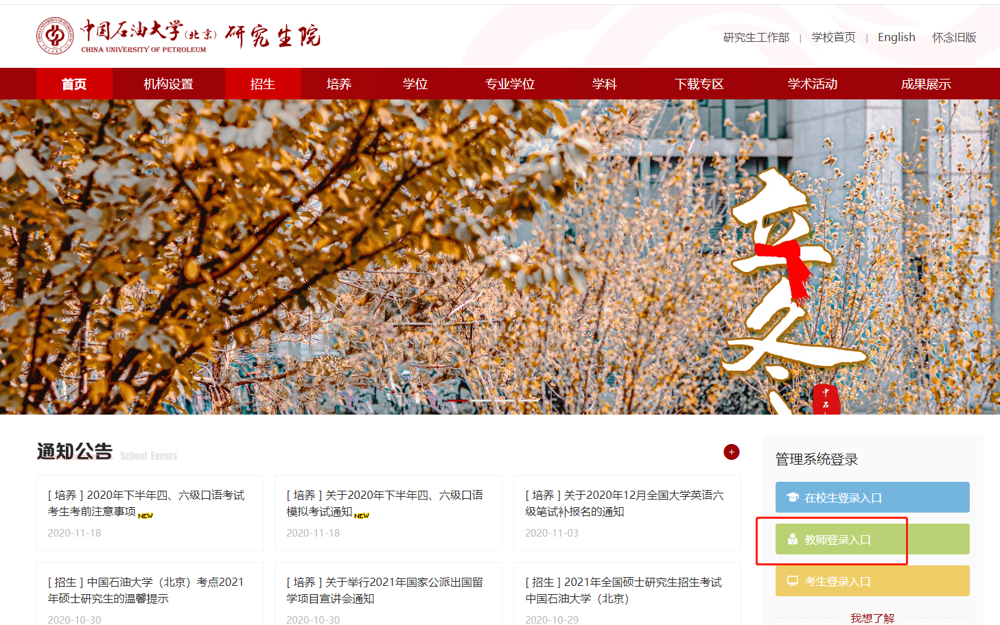 中国石油大学(北京) 研究生院
CHINA UNIVERSITY OF PETROLEUM
研究生工作部 | 学校首页 | English 怀念旧版
首页 机构设置 招生 培养 学位 专业学位 学科 下载专区 学术活动 成果展示
立冬
中石
通知公告 School Events
+
[ 培养 ] 2020年下半年四、六级口语考试
考生考前注意事项 NEW
2020-11-18
[ 培养 ] 关于2020年下半年四、六级口语
模拟考试通知 NEW
2020-11-18
[ 培养 ] 关于2020年12月全国大学英语六
级笔试补报名的通知
2020-11-03
[ 招生 ] 中国石油大学（北京）考点2021
年硕士研究生的温馨提示
2020-10-30
[ 培养 ] 关于举行2021年国家公派出国留
学项目宣讲会通知
2020-10-30
[ 招生 ] 2021年全国硕士研究生招生考试
中国石油大学（北京）
2020-10-29
管理系统登录
在校生登录入口
教师登录入口
考生登录入口
我想了解